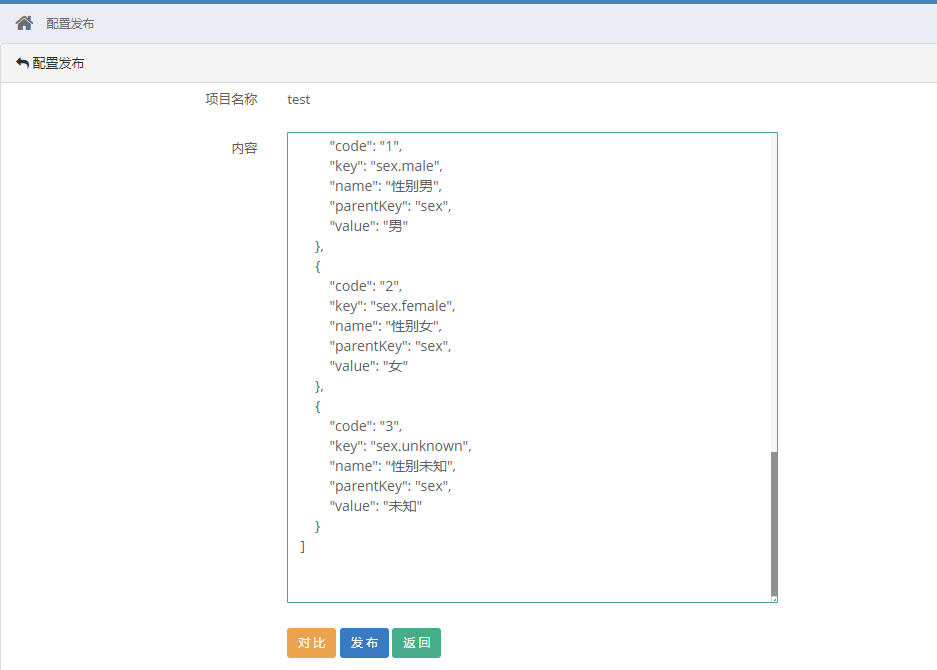 配置发布
配置发布
项目名称 test
内容
"code": "1",
"key": "sex.male",
"name": "性别男",
"parentKey": "sex",
"value": "男"
},
{
"code": "2",
"key": "sex.female",
"name": "性别女",
"parentKey": "sex",
"value": "女"
},
{
"code": "3",
"key": "sex.unknown",
"name": "性别未知",
"parentKey": "sex",
"value": "未知"
}
]
对比 发布 返回